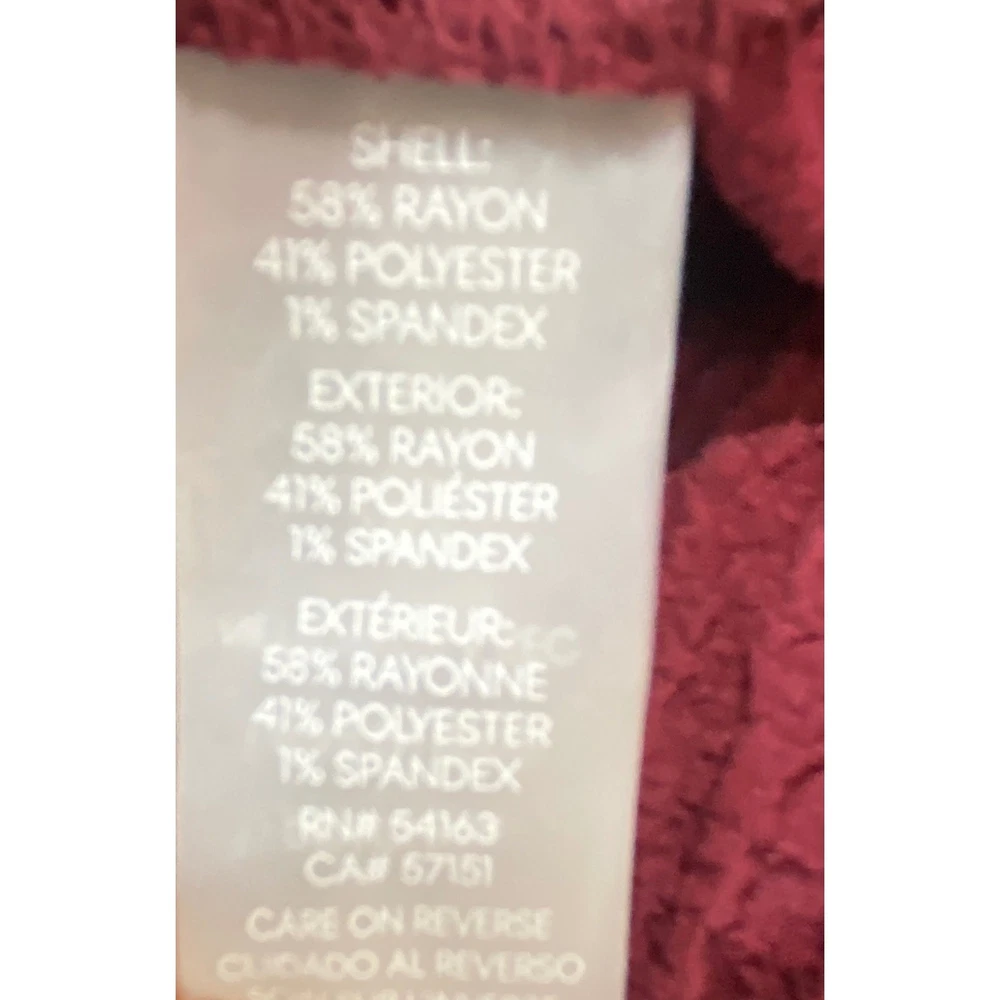 SHELL:
58% RAYON
41% POLYESTER
1% SPANDEX
EXTERIOR:
58% RAYON
41% POLIÉSTER
1% SPANDEX
EXTÉRIEUR:
58% RAYONNE
41% POLYESTER
1% SPANDEX
RN# 54163
CA# 57151
CARE ON REVERSE
CUIDADO AL REVERSO